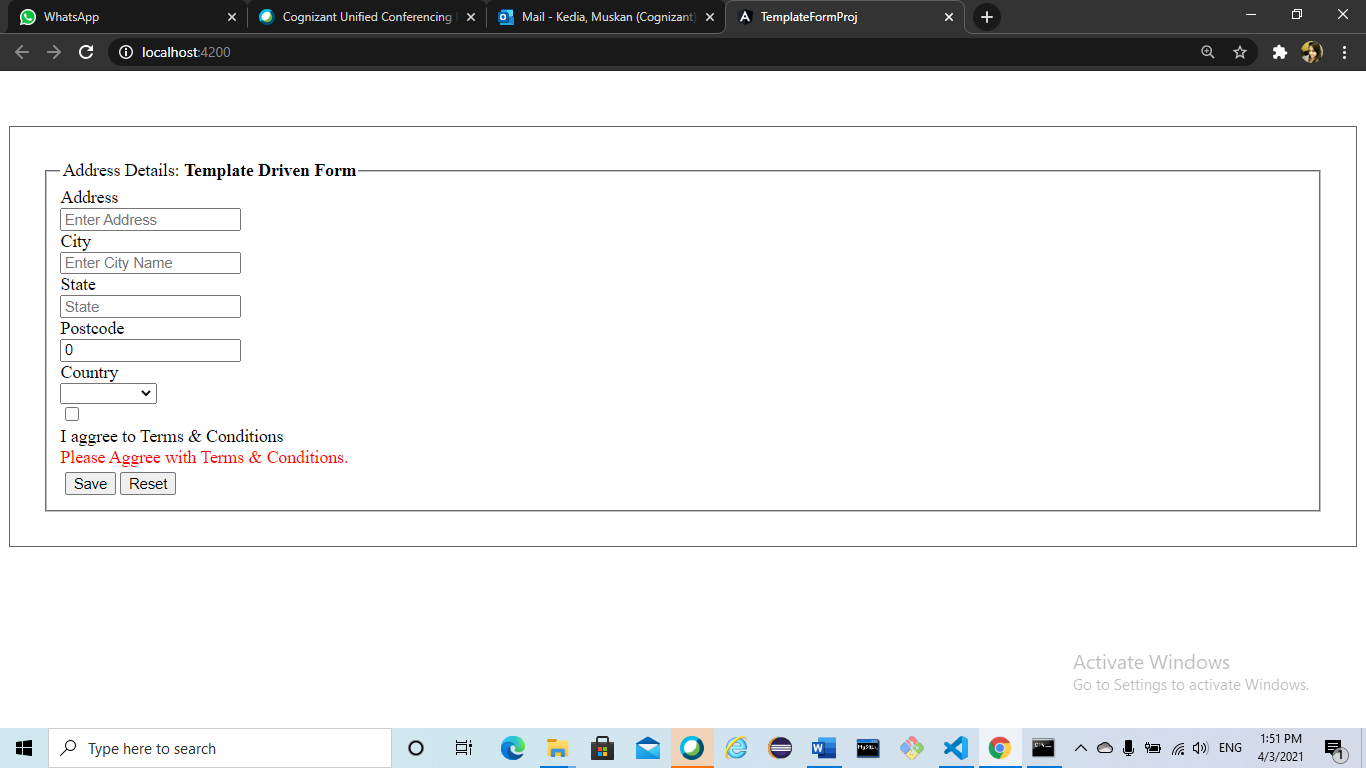 WhatsApp
Cognizant Unified Conferencing
Mail - Kedia, Muskan (Cognizant)
TemplateFormProj
localhost:4200
Address Details: Template Driven Form
Address
Enter Address
City
Enter City Name
State
State
Postcode
0
Country
I aggree to Terms & Conditions
Please Aggree with Terms & Conditions.
Save Reset
Activate Windows
Go to Settings to activate Windows.
Type here to search
ENG
1:51 PM
4/3/2021
1